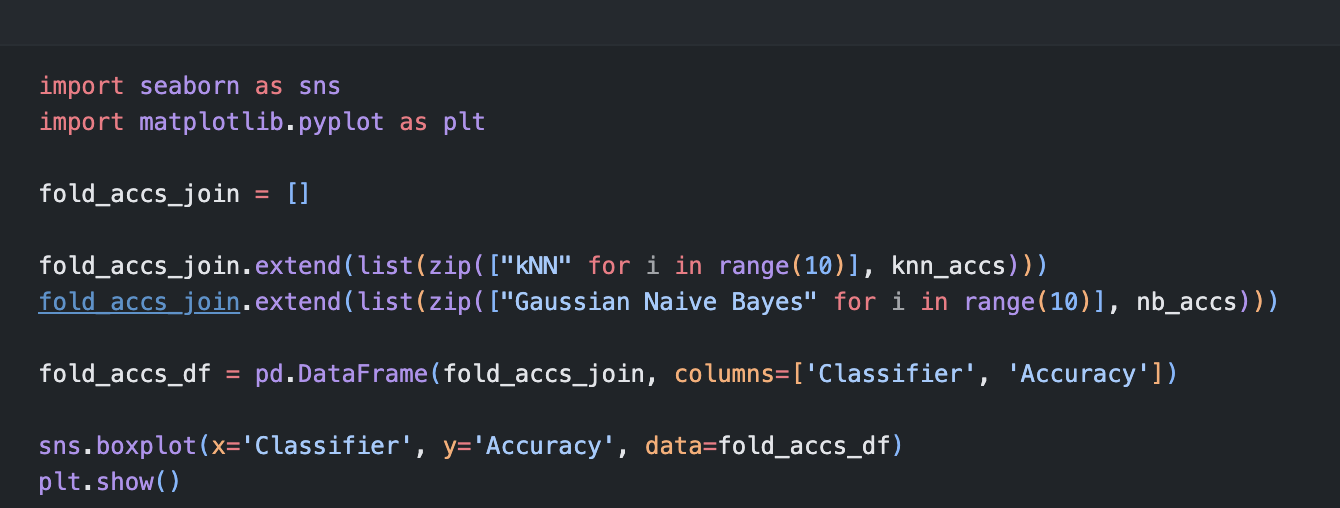 import seaborn as sns
import matplotlib.pyplot as plt
fold_accs_join = []
fold_accs_join.extend(list(zip(["kNN" for i in range(10)], knn_accs)))
fold_accs_join.extend(list(zip(["Gaussian Naive Bayes" for i in range(10)], nb_accs)))
fold_accs_df = pd.DataFrame(fold_accs_join, columns=['Classifier', 'Accuracy'])
sns.boxplot(x='Classifier', y='Accuracy', data=fold_accs_df)
plt.show()